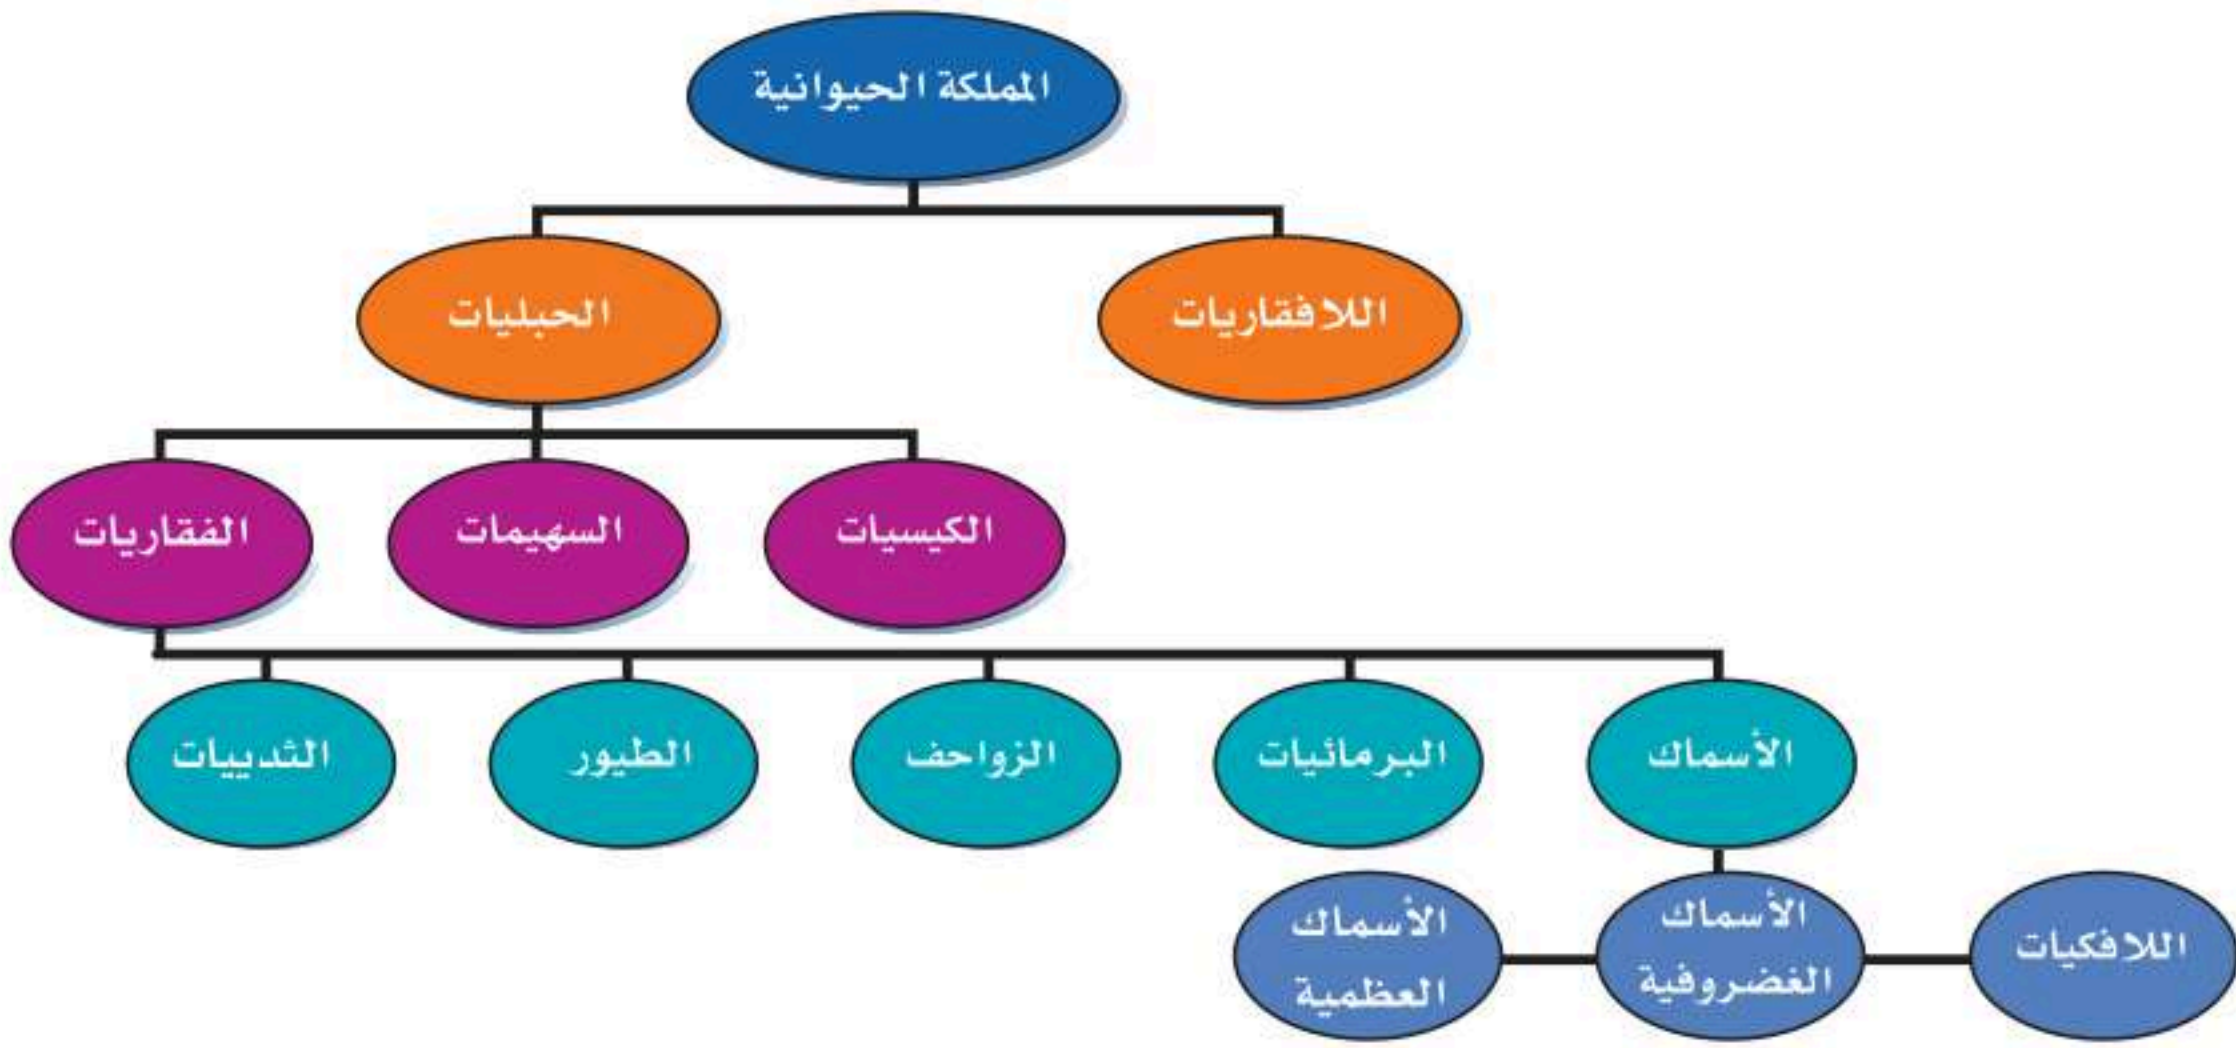 المملكة الحيوانية
اللافقاريات
الحبليات
الكيسيات
السهيمات
الفقاريات
الأسماك
البرمائيات
الزواحف
الطيور
الثدييات
اللافكيات
الأسماك
الغضروفية
الأسماك
العظمية